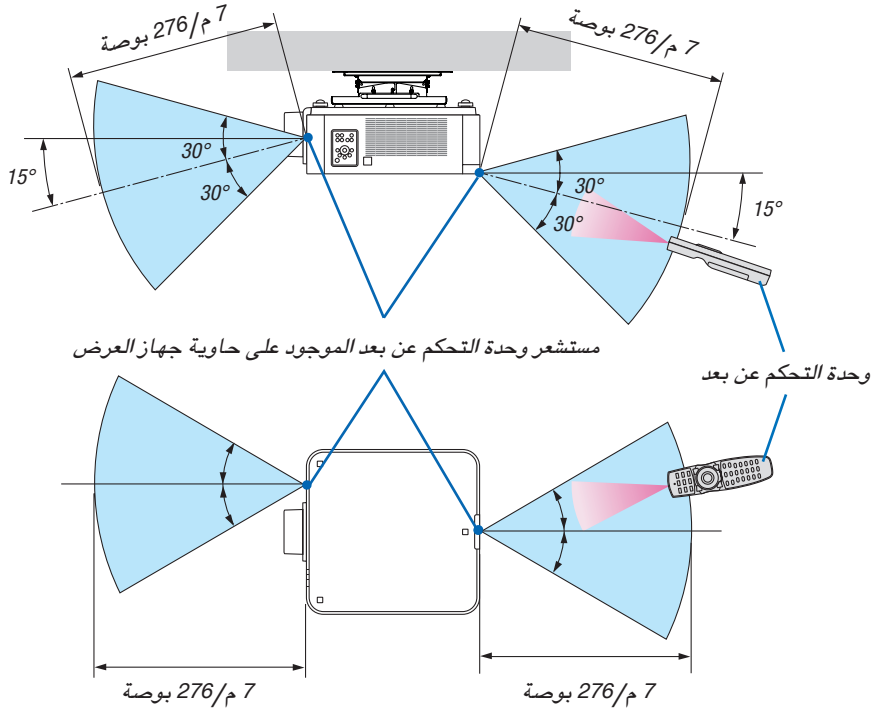 7 م/276 بوصة
7 م/276 بوصة
30°
30°
15°
30°
30°
15°
مستشعر وحدة التحكم عن بعد الموجود على حاوية جهاز العرض
وحدة التحكم عن بعد
7 م/276 بوصة
7 م/276 بوصة